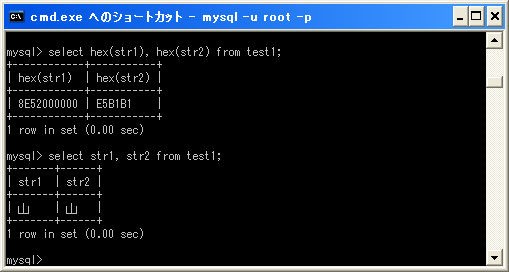 cmd.exe へのショートカット - mysql -u root -p
mysql> select hex(str1), hex(str2) from test1;
+------------+-----------+
| hex(str1)  | hex(str2) |
+------------+-----------+
| 8E52000000 | E5B1B1    |
+------------+-----------+
1 row in set (0.00 sec)
mysql> select str1, str2 from test1;
+------+------+
| str1 | str2 |
+------+------+
| 山   | 山   |
+------+------+
1 row in set (0.00 sec)
mysql>